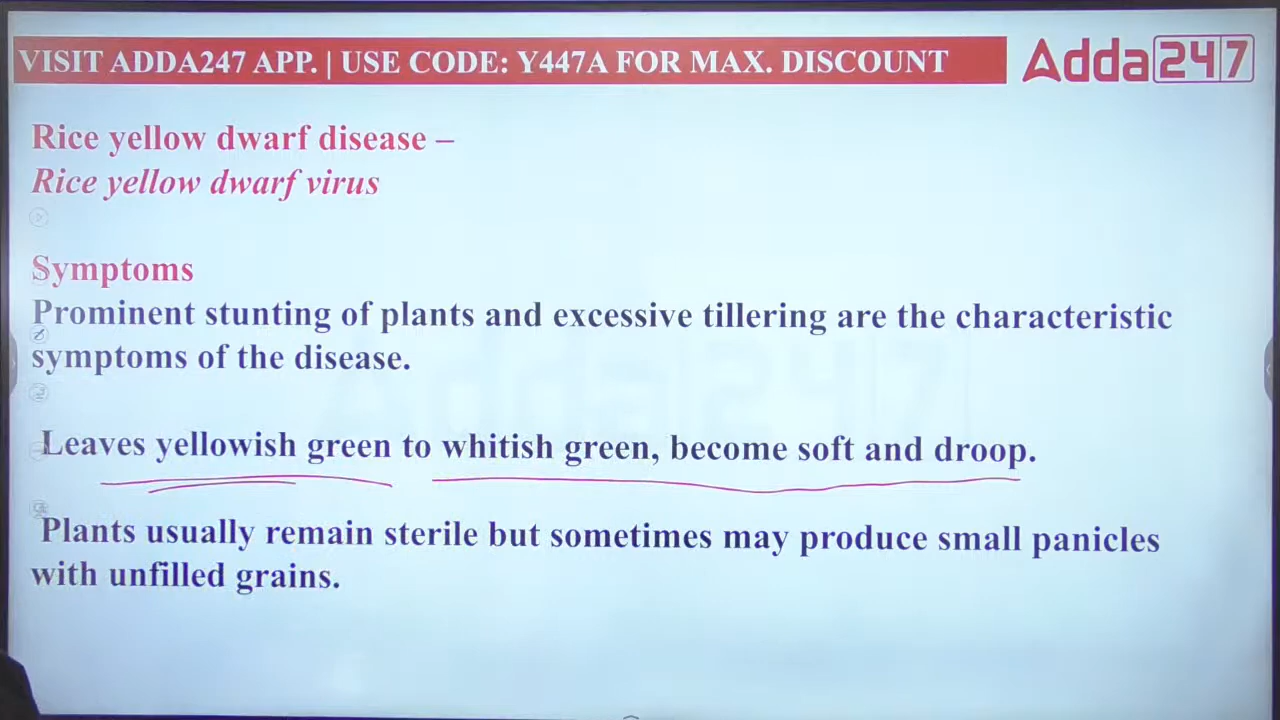 VISIT ADDA247 APP. | USE CODE: Y447A FOR MAX. DISCOUNT
Adda247
Rice yellow dwarf disease –
Rice yellow dwarf virus
Symptoms
Prominent stunting of plants and excessive tillering are the characteristic
symptoms of the disease.
Leaves yellowish green to whitish green, become soft and droop.
Plants usually remain sterile but sometimes may produce small panicles
with unfilled grains.